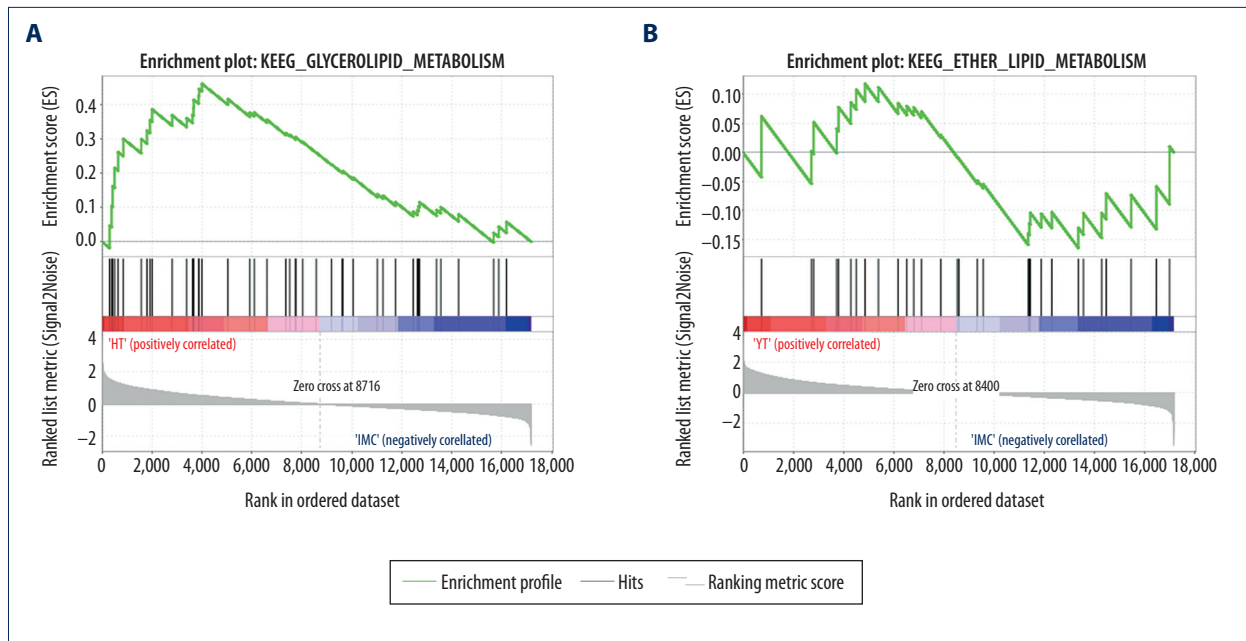 A
Enrichment plot: KEEG_GLYCEROLIPID_METABOLISM
Enrichment score (ES)
0.4
0.3
0.2
0.1
0.0
Ranked list metric (Signal2Noise)
4
2
0
−2
'HT' (positively correlated)
Zero cross at 8716
'IMC' (negatively corellated)
0 2,000 4,000 6,000 8,000 10,000 12,000 14,000 16,000 18,000
Rank in ordered dataset
B
Enrichment plot: KEEG_ETHER_LIPID_METABOLISM
Enrichment score (ES)
0.10
0.05
0.00
−0.05
−0.10
−0.15
Ranked list metric (Signal2Noise)
4
2
0
−2
'YT' (positively correlated)
Zero cross at 8400
'IMC' (negatively corellated)
0 2,000 4,000 6,000 8,000 10,000 12,000 14,000 16,000 18,000
Rank in ordered dataset
Enrichment profile Hits Ranking metric score